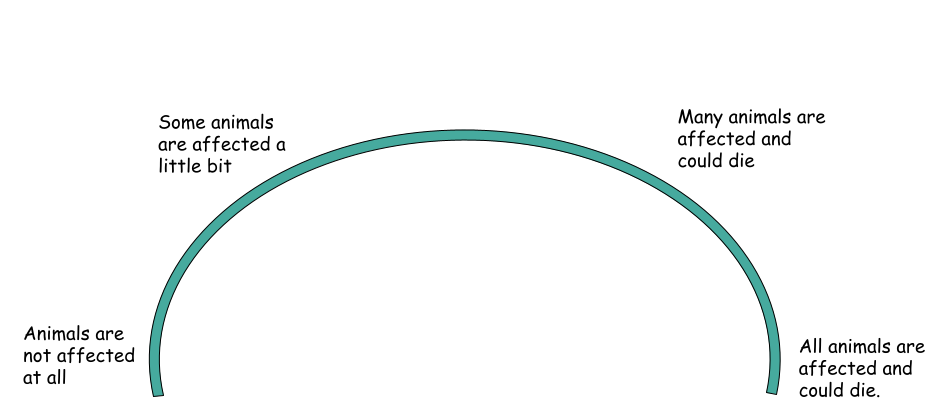 Some animals
are affected a
little bit
Many animals are
affected and
could die
Animals are
not affected
at all
All animals are
affected and
could die.